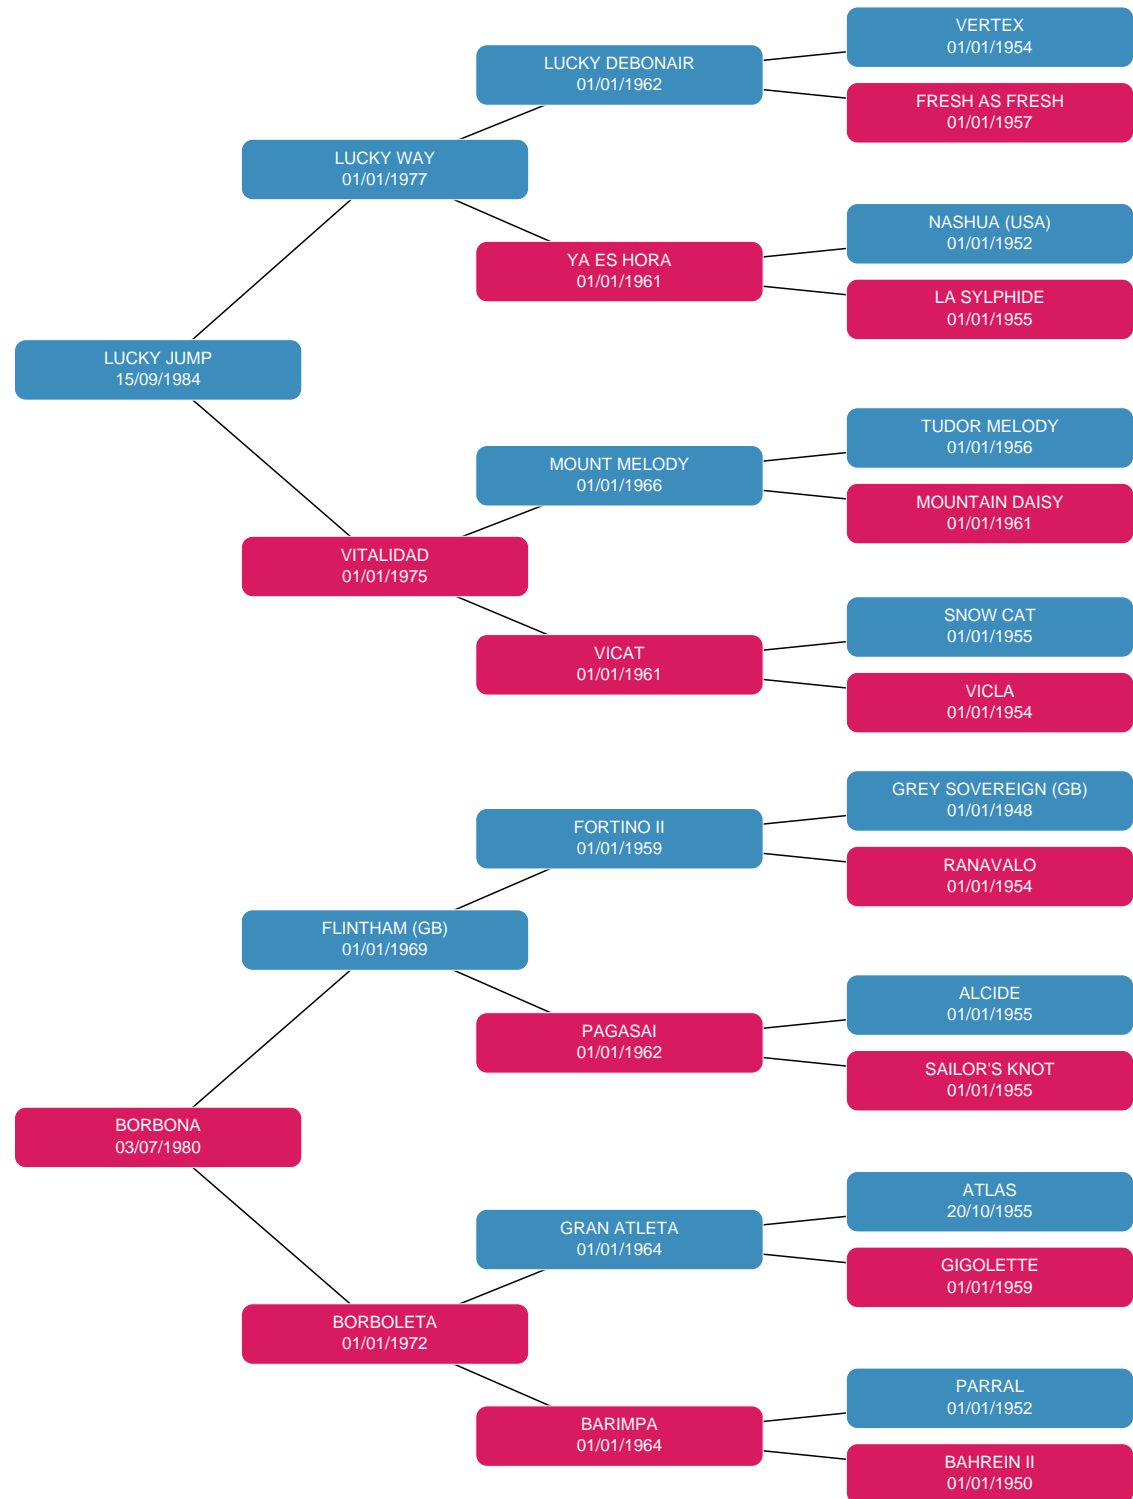 VERTEX
01/01/1954
LUCKY DEBONAIR
01/01/1962
FRESH AS FRESH
01/01/1957
LUCKY WAY
01/01/1977
NASHUA (USA)
01/01/1952
YA ES HORA
01/01/1961
LA SYLPHIDE
01/01/1955
LUCKY JUMP
15/09/1984
TUDOR MELODY
01/01/1956
MOUNT MELODY
01/01/1966
MOUNTAIN DAISY
01/01/1961
VITALIDAD
01/01/1975
SNOW CAT
01/01/1955
VICAT
01/01/1961
VICLA
01/01/1954
GREY SOVEREIGN (GB)
01/01/1948
FORTINO II
01/01/1959
RANAVALO
01/01/1954
FLINTHAM (GB)
01/01/1969
ALCIDE
01/01/1955
PAGASAI
01/01/1962
SAILOR'S KNOT
01/01/1955
BORBONA
03/07/1980
ATLAS
20/10/1955
GRAN ATLETA
01/01/1964
GIGOLETTE
01/01/1959
BORBOLETA
01/01/1972
PARRAL
01/01/1952
BARIMPA
01/01/1964
BAHREIN II
01/01/1950